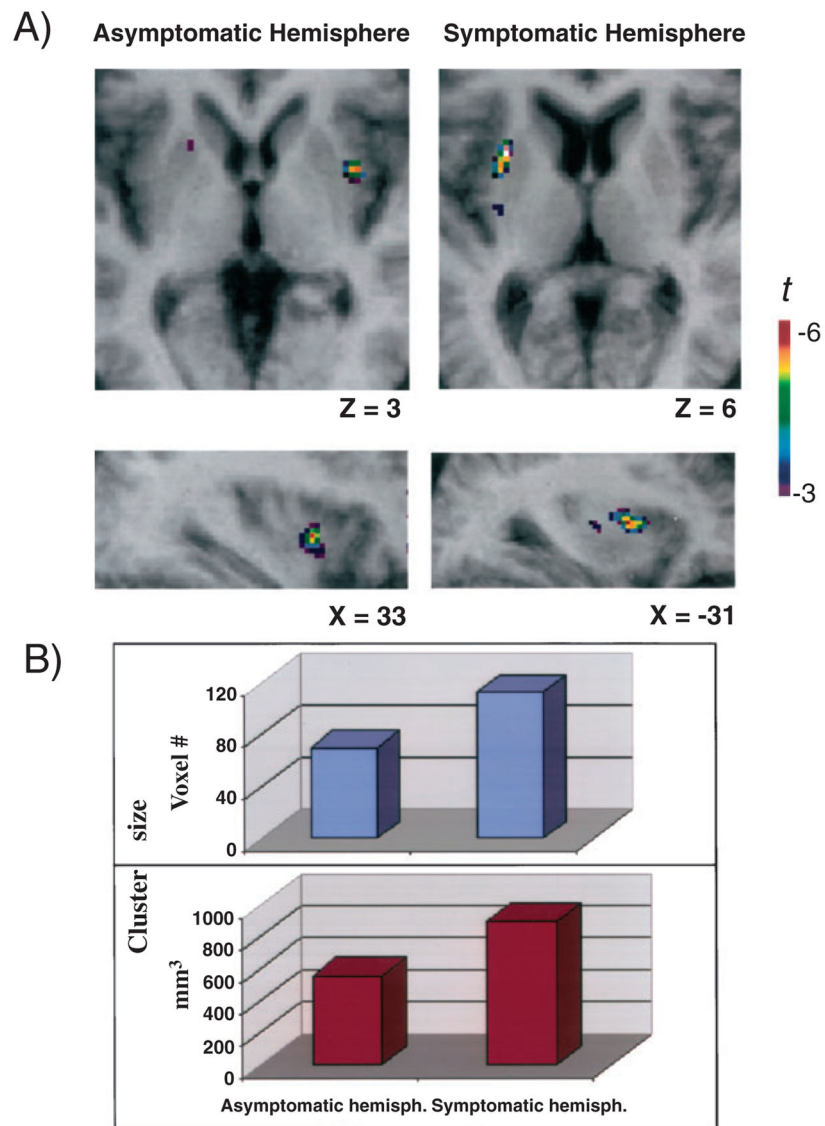 A)
Asymptomatic Hemisphere
Symptomatic Hemisphere
t
-6
-3
Z = 3
Z = 6
X = 33
X = -31
B)
120
80
40
0
Voxel #
size
Cluster
1000
800
600
400
200
0
mm³
Asymptomatic hemisph. Symptomatic hemisph.